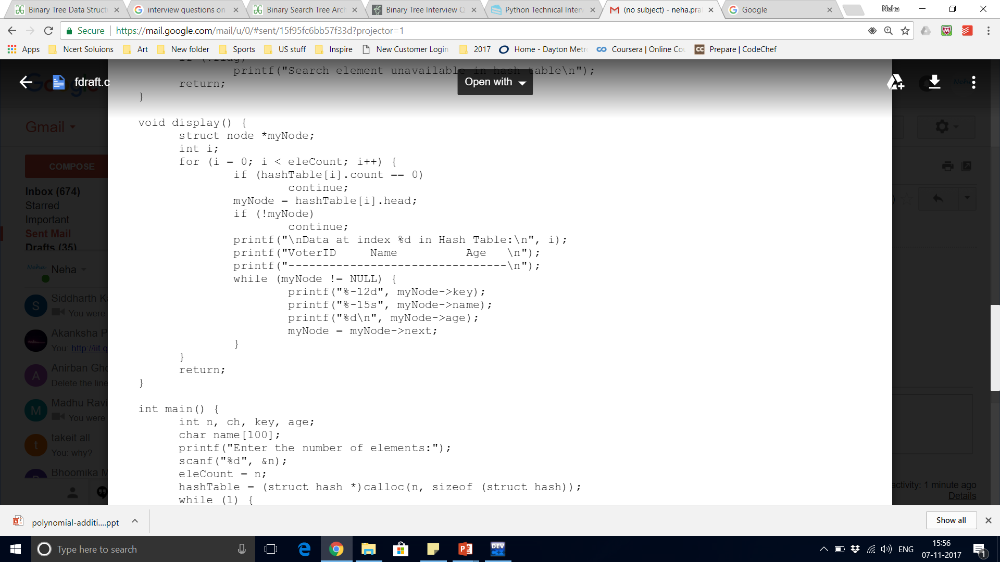 Binary Tree Data Struct
interview questions on
Binary Search Tree Arch
Binary Tree Interview Q
Python Technical Interv
(no subject) - neha.pra
Google
Neha
Secure
https://mail.google.com/mail/u/0/#sent/15f95fc6bb57f33d?projector=1
Apps
Ncert Soluions
Art
New folder
Sports
US stuff
Inspire
New Customer Login
2017
Home - Dayton Metr
Coursera | Online Co
CC
Prepare | CodeChef
fdraft.c
Open with
printf("Search element unavailable in hash table\n");
return;
}
void display() {
struct node *myNode;
int i;
for (i = 0; i < eleCount; i++) {
if (hashTable[i].count == 0)
continue;
myNode = hashTable[i].head;
if (!myNode)
continue;
printf("\nData at index %d in Hash Table:\n", i);
printf("VoterID     Name          Age   \n");
printf("--------------------------------\n");
while (myNode != NULL) {
printf("%-12d", myNode->key);
printf("%-15s", myNode->name);
printf("%d\n", myNode->age);
myNode = myNode->next;
}
}
return;
}
int main() {
int n, ch, key, age;
char name[100];
printf("Enter the number of elements:");
scanf("%d", &n);
eleCount = n;
hashTable = (struct hash *)calloc(n, sizeof (struct hash));
while (1) {
Gmail
COMPOSE
Inbox (674)
Starred
Important
Sent Mail
Drafts (35)
Neha
Neha
S
Siddharth K
You were
Akanksha P
You: http://iit.q
A
Anirban Gho
Delete the line
M
Madhu Ravi
You were
t
takeit all
You: why?
Bhoomika M
activity: 1 minute ago
Details
polynomial-additi....ppt
Show all
Type here to search
DEV
C++
ENG
15:56
07-11-2017
1